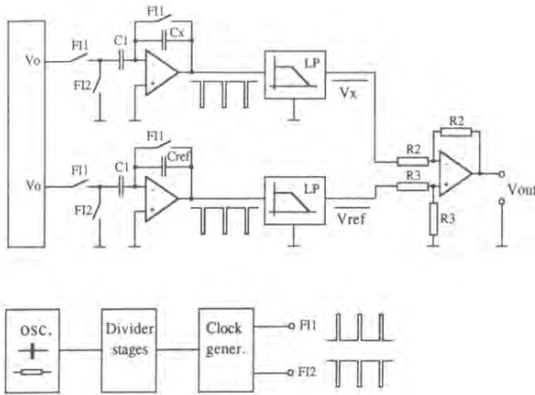 FI1
FI1
Cx
C1
Vo
FI2
LP
Vx
R2
R2
FI1
Cref
FI1
C1
Vo
FI2
LP
Vref
R3
R3
Vout
osc.
Divider
stages
Clock
gener.
FI1
FI2